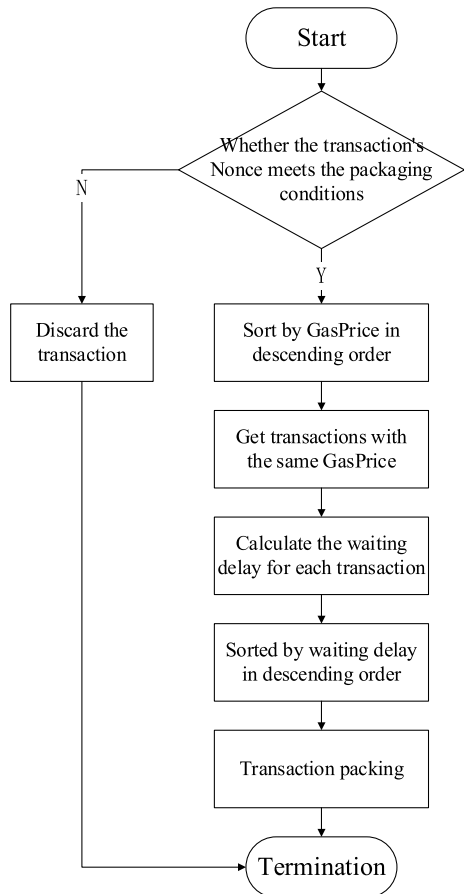 Start
Whether the transaction's
Nonce meets the packaging
conditions
N
Y
Discard the
transaction
Sort by GasPrice in
descending order
Get transactions with
the same GasPrice
Calculate the waiting
delay for each transaction
Sorted by waiting delay
in descending order
Transaction packing
Termination